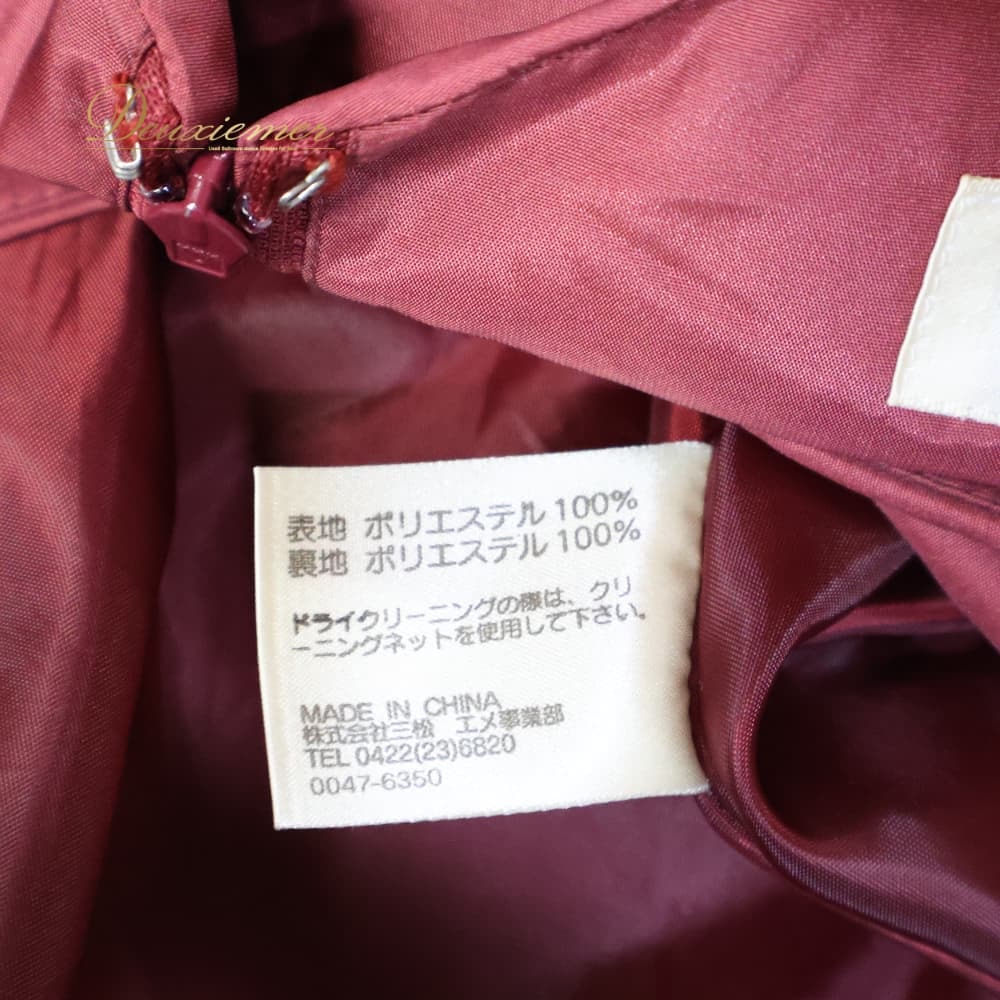 Deuxiemer
表地 ポリエステル 100%
裏地 ポリエステル 100%
ドライクリーニングの際は、クリ
ーニングネットを使用して下さい。
MADE IN CHINA
株式会社三松 エメ事業部
TEL 0422(23)6820
0047-6350